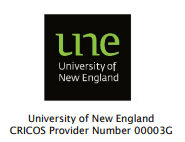 une
University of
New England
University of New England
CRICOS Provider Number 00003G